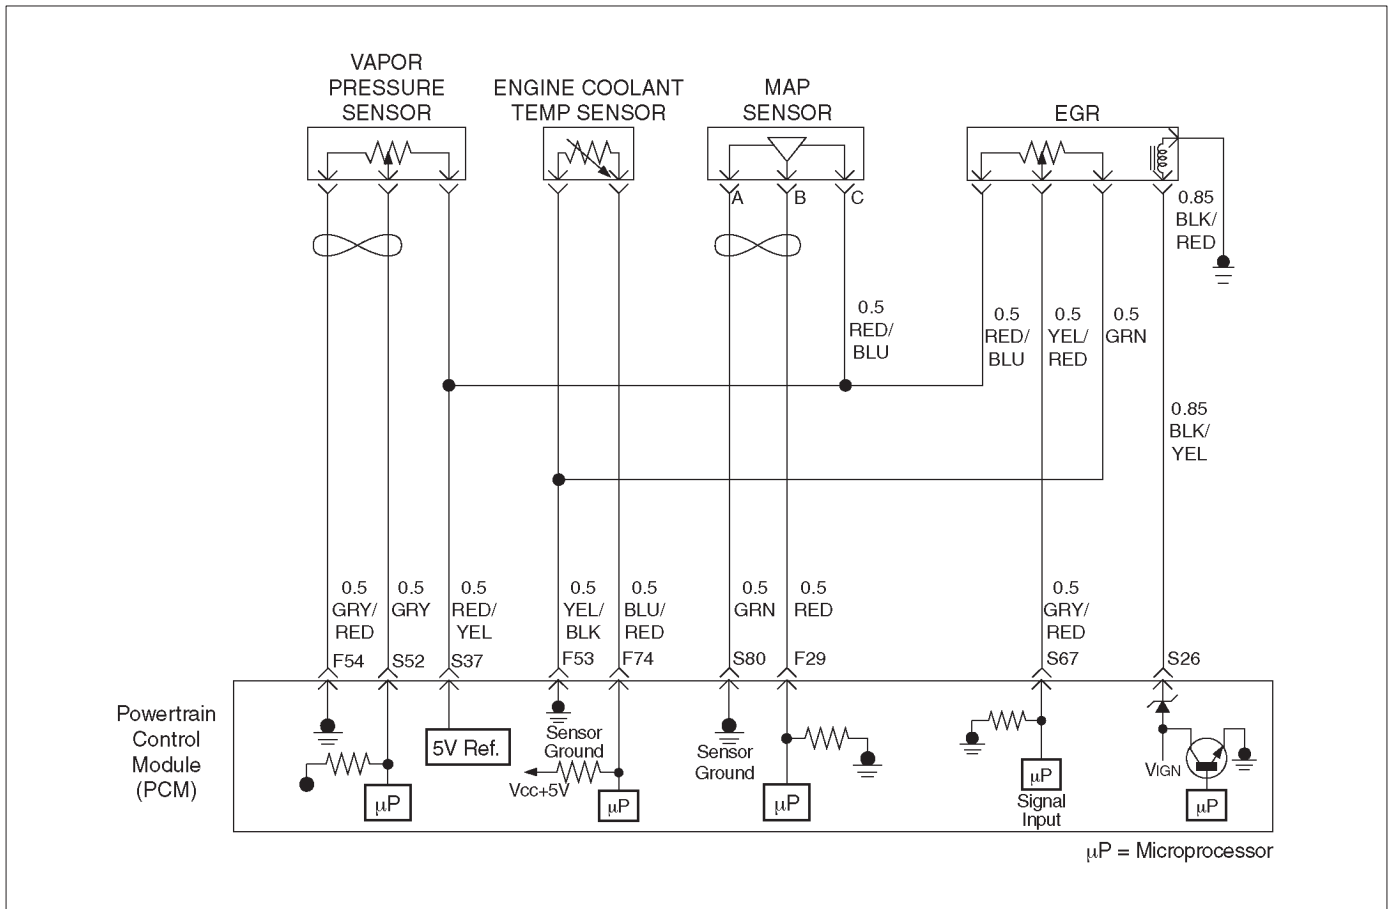 VAPOR
PRESSURE
SENSOR
ENGINE COOLANT
TEMP SENSOR
MAP
SENSOR
EGR
A
B
C
0.85
BLK/
RED
0.5
RED/
BLU
0.5
RED/
BLU
0.5
YEL/
RED
0.5
GRN
0.85
BLK/
YEL
0.5
GRY/
RED
0.5
GRY
0.5
RED/
YEL
0.5
YEL/
BLK
0.5
BLU/
RED
0.5
GRN
0.5
RED
0.5
GRY/
RED
F54
S52
S37
F53
F74
S80
F29
S67
S26
Powertrain
Control
Module
(PCM)
5V Ref.
Sensor
Ground
Vcc+5V
Sensor
Ground
VIGN
μP
μP
μP
μP
Signal
Input
μP
μP = Microprocessor